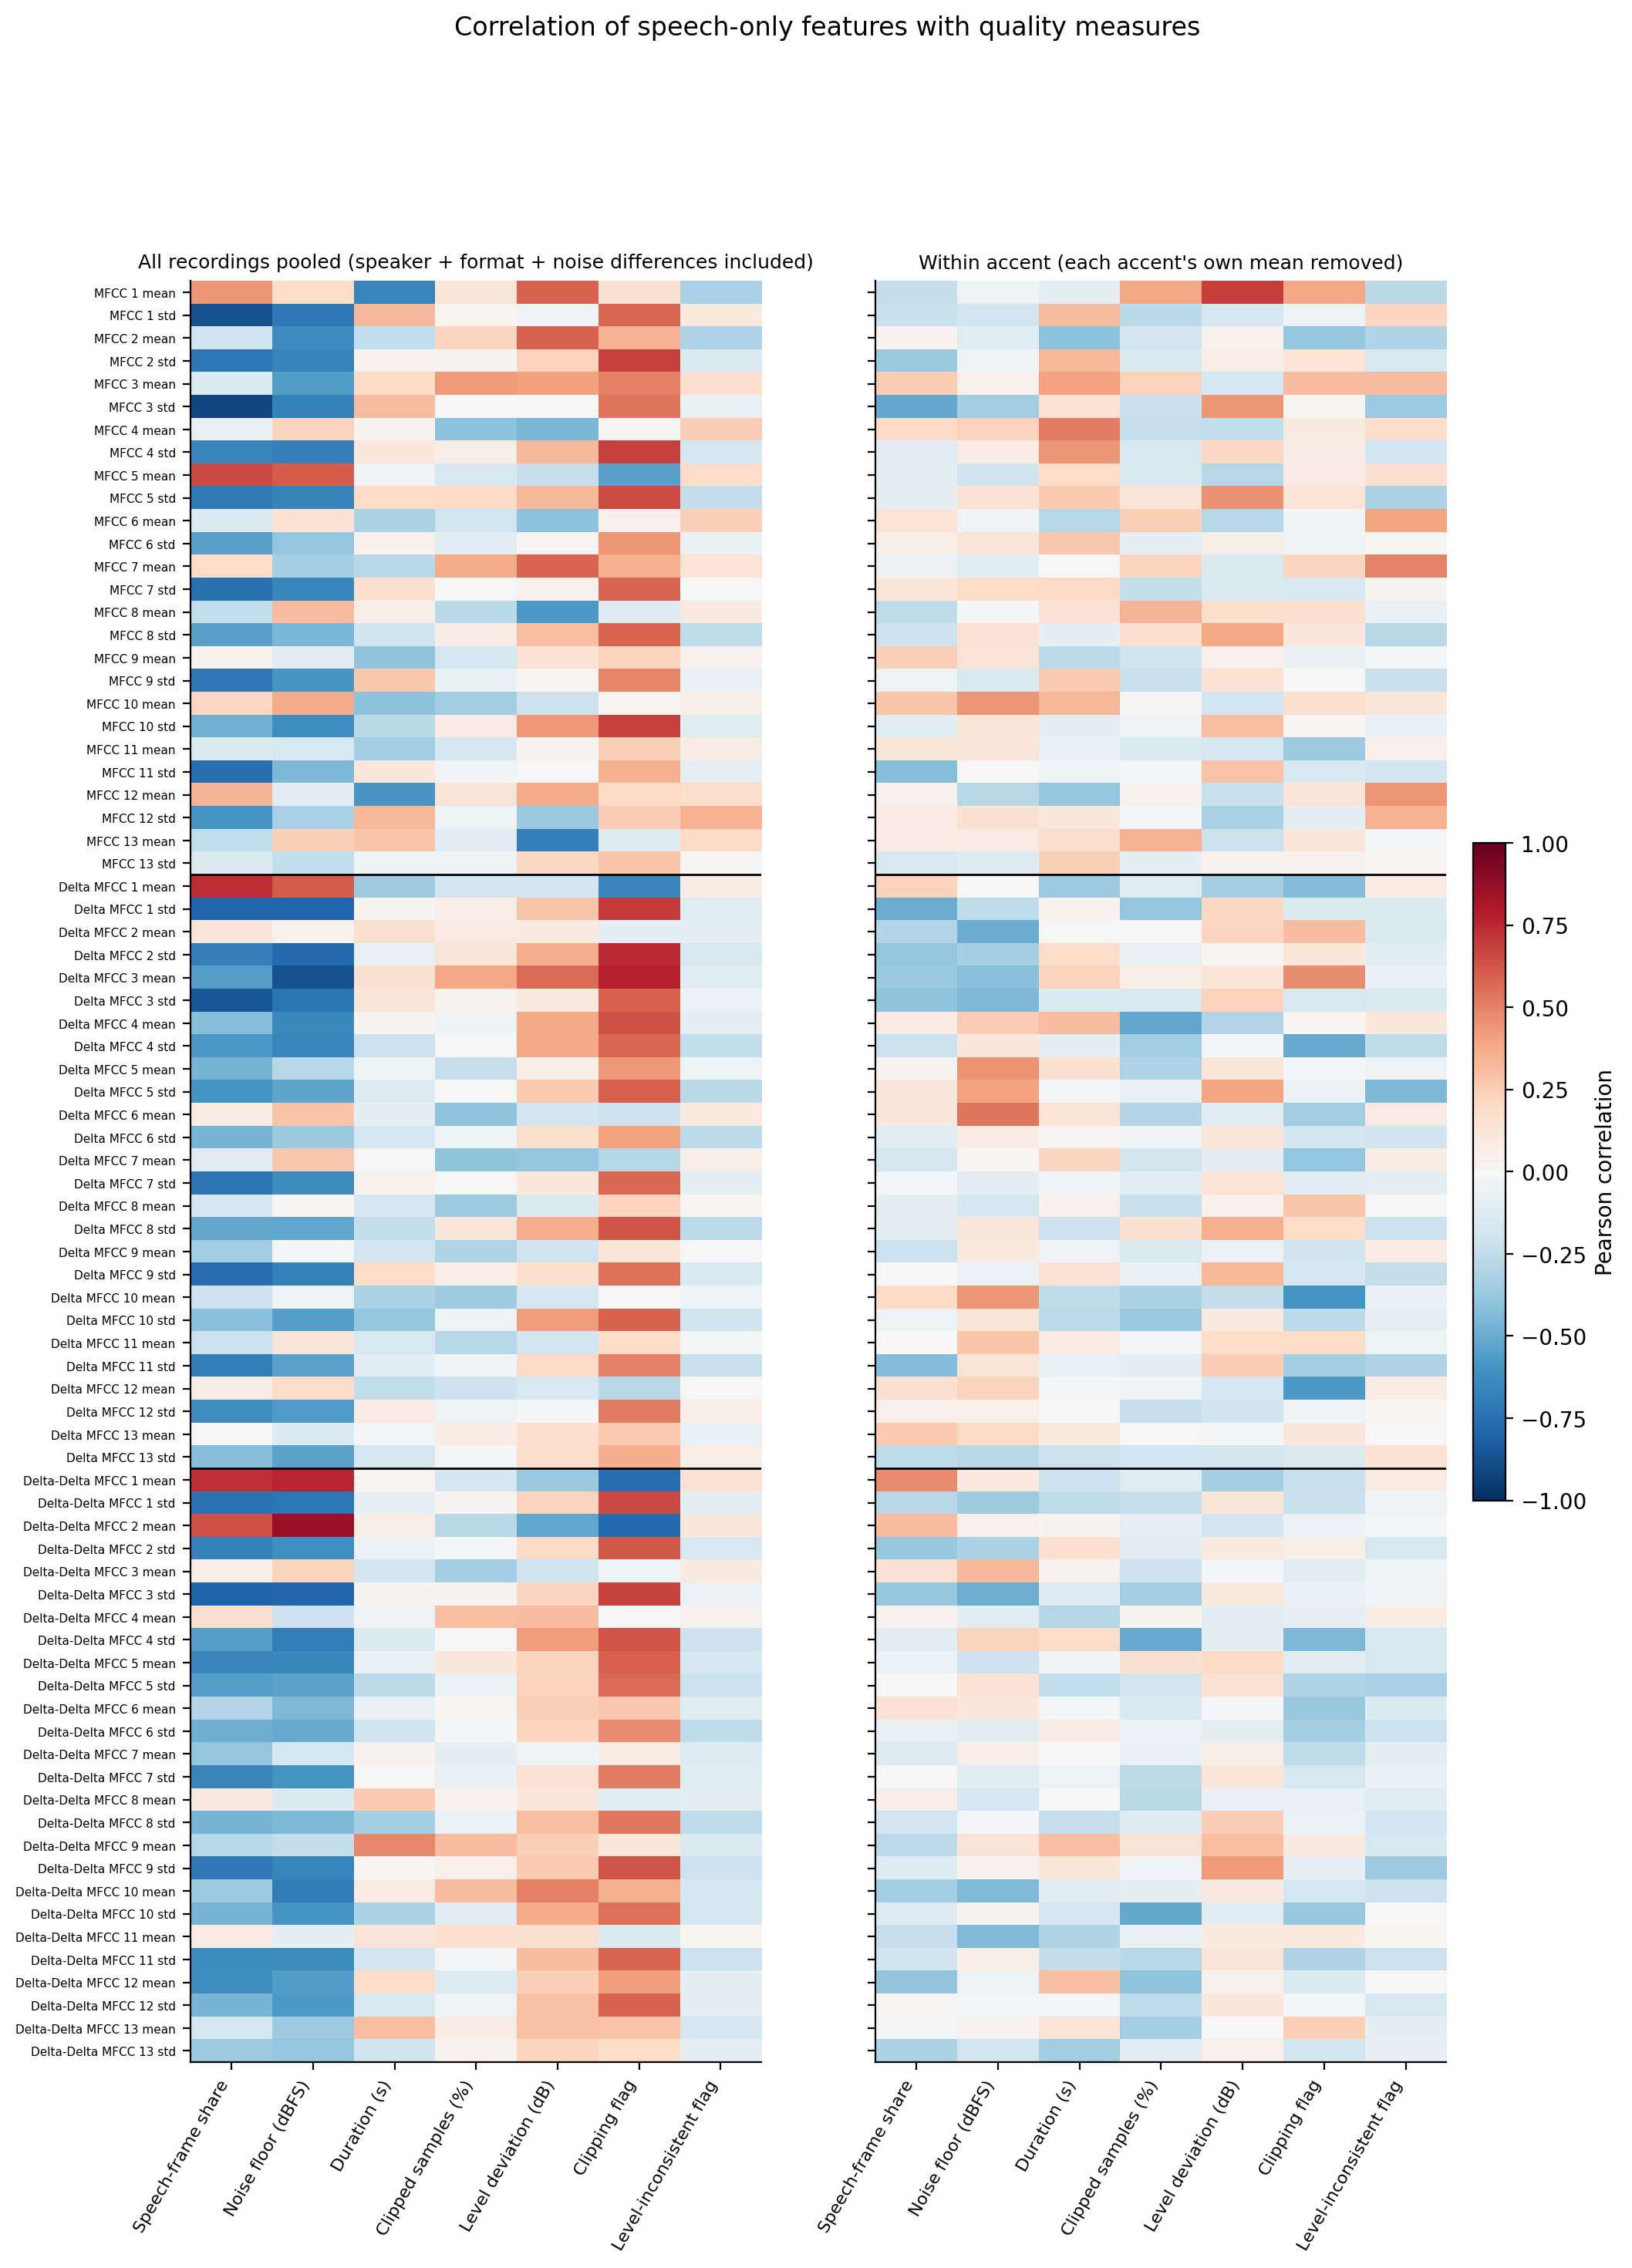 Correlation of speech-only features with quality measures
All recordings pooled (speaker + format + noise differences included)
Within accent (each accent's own mean removed)
MFCC 1 mean
MFCC 1 std
MFCC 2 mean
MFCC 2 std
MFCC 3 mean
MFCC 3 std
MFCC 4 mean
MFCC 4 std
MFCC 5 mean
MFCC 5 std
MFCC 6 mean
MFCC 6 std
MFCC 7 mean
MFCC 7 std
MFCC 8 mean
MFCC 8 std
MFCC 9 mean
MFCC 9 std
MFCC 10 mean
MFCC 10 std
MFCC 11 mean
MFCC 11 std
MFCC 12 mean
MFCC 12 std
MFCC 13 mean
MFCC 13 std
Delta MFCC 1 mean
Delta MFCC 1 std
Delta MFCC 2 mean
Delta MFCC 2 std
Delta MFCC 3 mean
Delta MFCC 3 std
Delta MFCC 4 mean
Delta MFCC 4 std
Delta MFCC 5 mean
Delta MFCC 5 std
Delta MFCC 6 mean
Delta MFCC 6 std
Delta MFCC 7 mean
Delta MFCC 7 std
Delta MFCC 8 mean
Delta MFCC 8 std
Delta MFCC 9 mean
Delta MFCC 9 std
Delta MFCC 10 mean
Delta MFCC 10 std
Delta MFCC 11 mean
Delta MFCC 11 std
Delta MFCC 12 mean
Delta MFCC 12 std
Delta MFCC 13 mean
Delta MFCC 13 std
Delta-Delta MFCC 1 mean
Delta-Delta MFCC 1 std
Delta-Delta MFCC 2 mean
Delta-Delta MFCC 2 std
Delta-Delta MFCC 3 mean
Delta-Delta MFCC 3 std
Delta-Delta MFCC 4 mean
Delta-Delta MFCC 4 std
Delta-Delta MFCC 5 mean
Delta-Delta MFCC 5 std
Delta-Delta MFCC 6 mean
Delta-Delta MFCC 6 std
Delta-Delta MFCC 7 mean
Delta-Delta MFCC 7 std
Delta-Delta MFCC 8 mean
Delta-Delta MFCC 8 std
Delta-Delta MFCC 9 mean
Delta-Delta MFCC 9 std
Delta-Delta MFCC 10 mean
Delta-Delta MFCC 10 std
Delta-Delta MFCC 11 mean
Delta-Delta MFCC 11 std
Delta-Delta MFCC 12 mean
Delta-Delta MFCC 12 std
Delta-Delta MFCC 13 mean
Delta-Delta MFCC 13 std
Speech-frame share
Noise floor (dBFS)
Duration (s)
Clipped samples (%)
Level deviation (dB)
Clipping flag
Level-inconsistent flag
Speech-frame share
Noise floor (dBFS)
Duration (s)
Clipped samples (%)
Level deviation (dB)
Clipping flag
Level-inconsistent flag
1.00
0.75
0.50
0.25
0.00
−0.25
−0.50
−0.75
−1.00
Pearson correlation